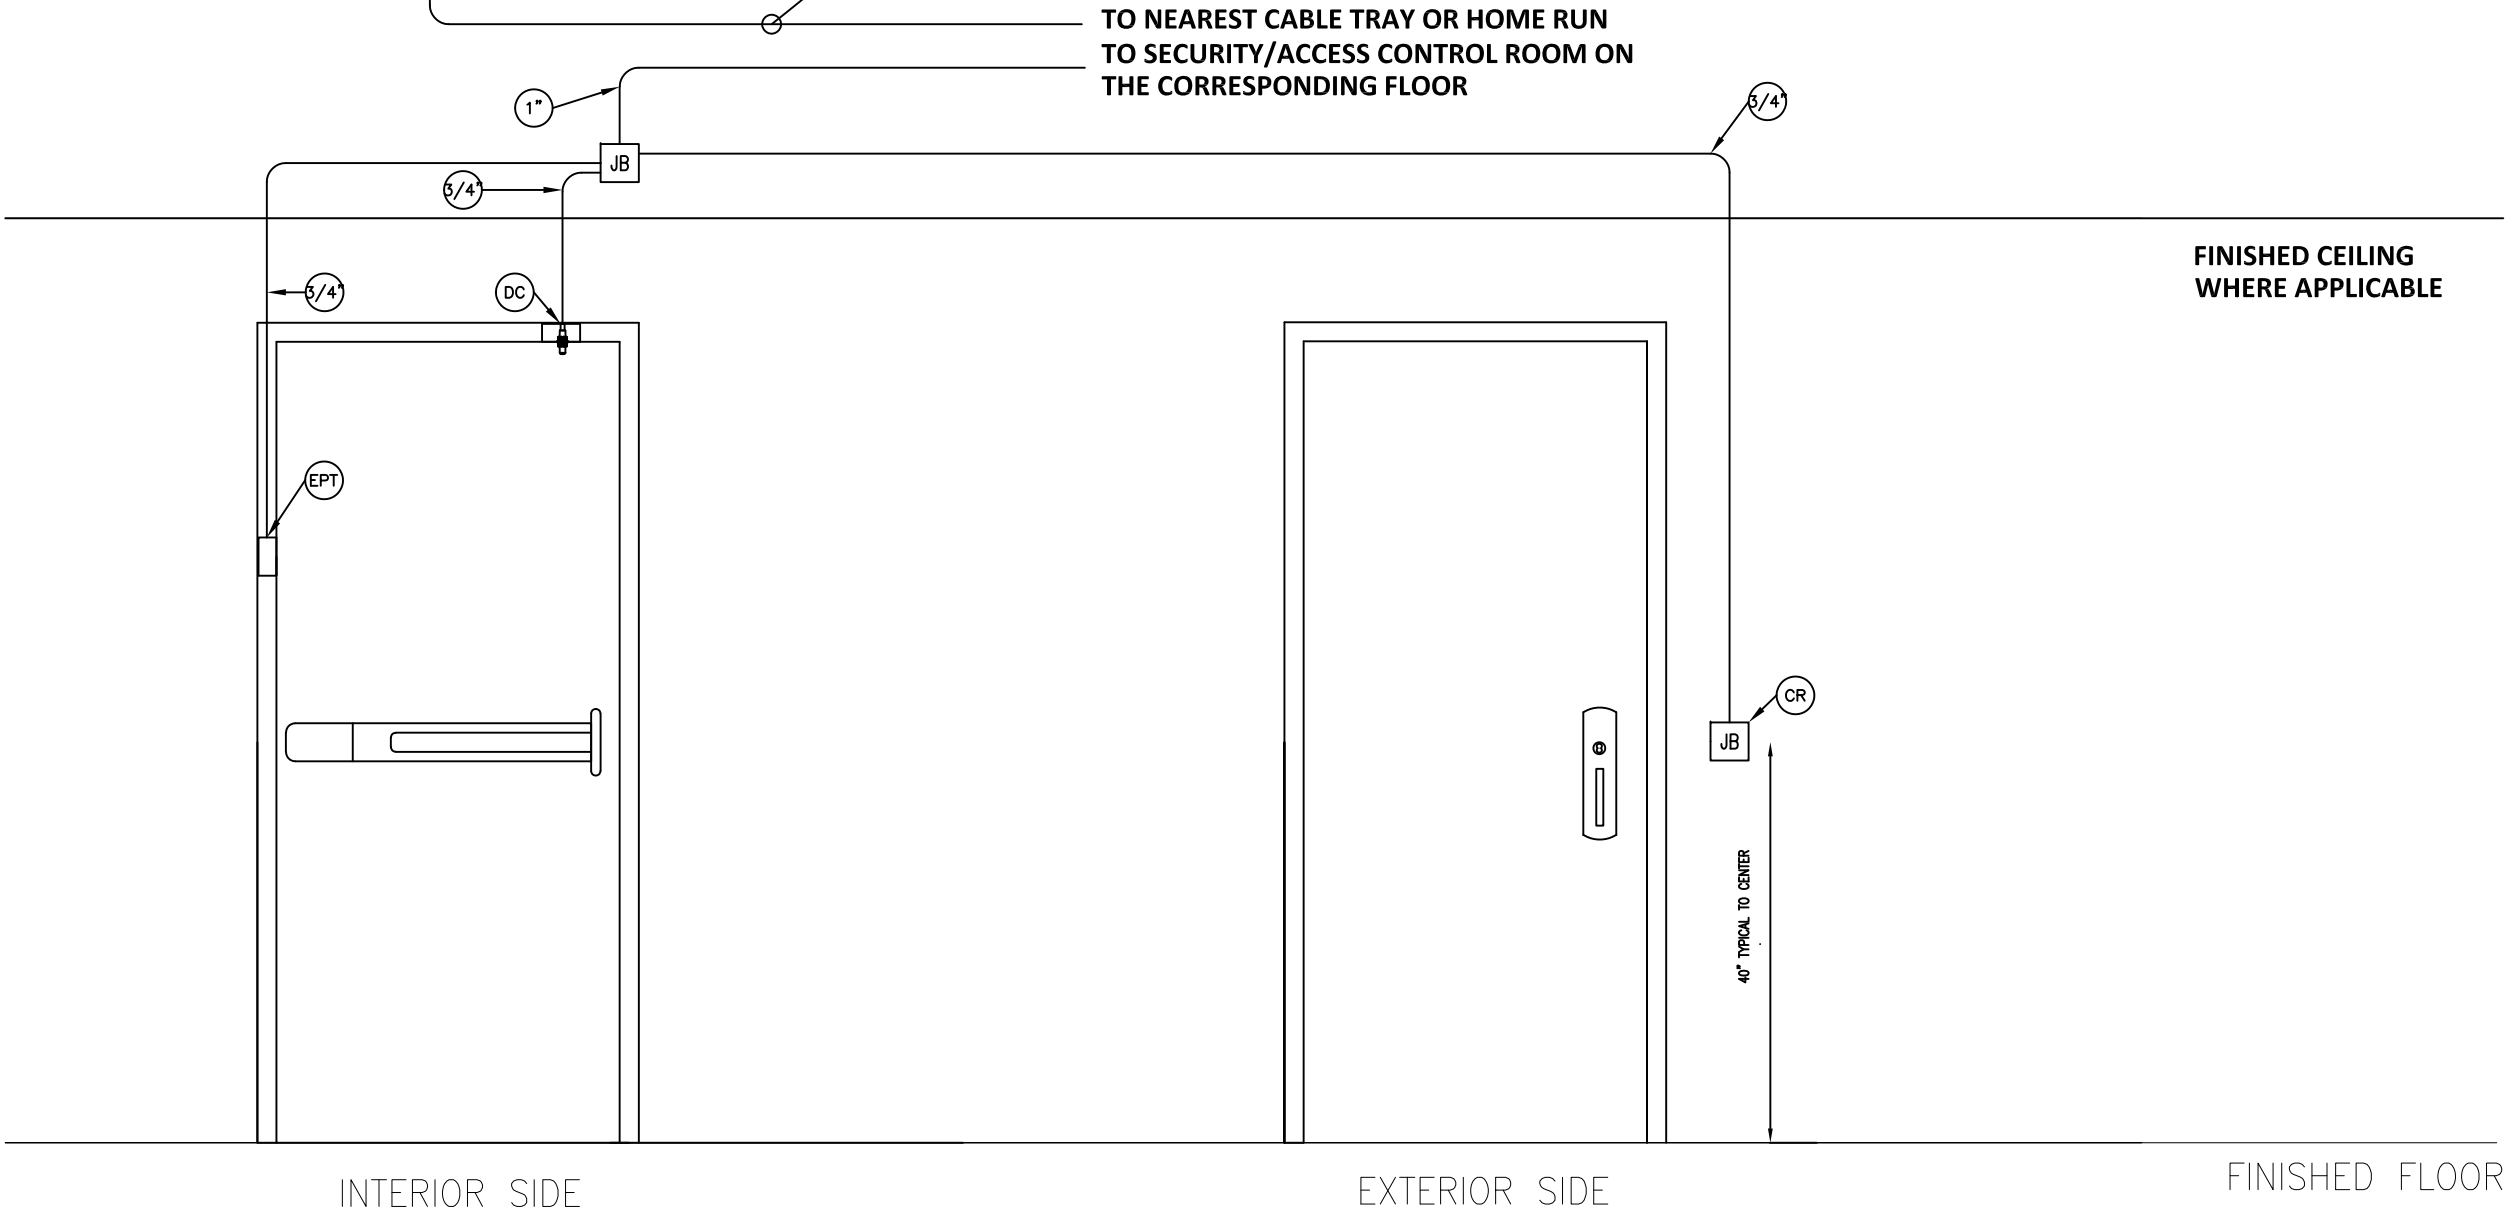 TO NEAREST CABLE TRAY OR HOME RUN
TO SECURITY/ACCESS CONTROL ROOM ON
THE CORRESPONDING FLOOR
1"
3/4"
JB
3/4"
FINISHED CEILING
WHERE APPLICABLE
3/4"
DC
EPT
CR
JB
40" TYPICAL TO CENTER
INTERIOR SIDE
EXTERIOR SIDE
FINISHED FLOOR